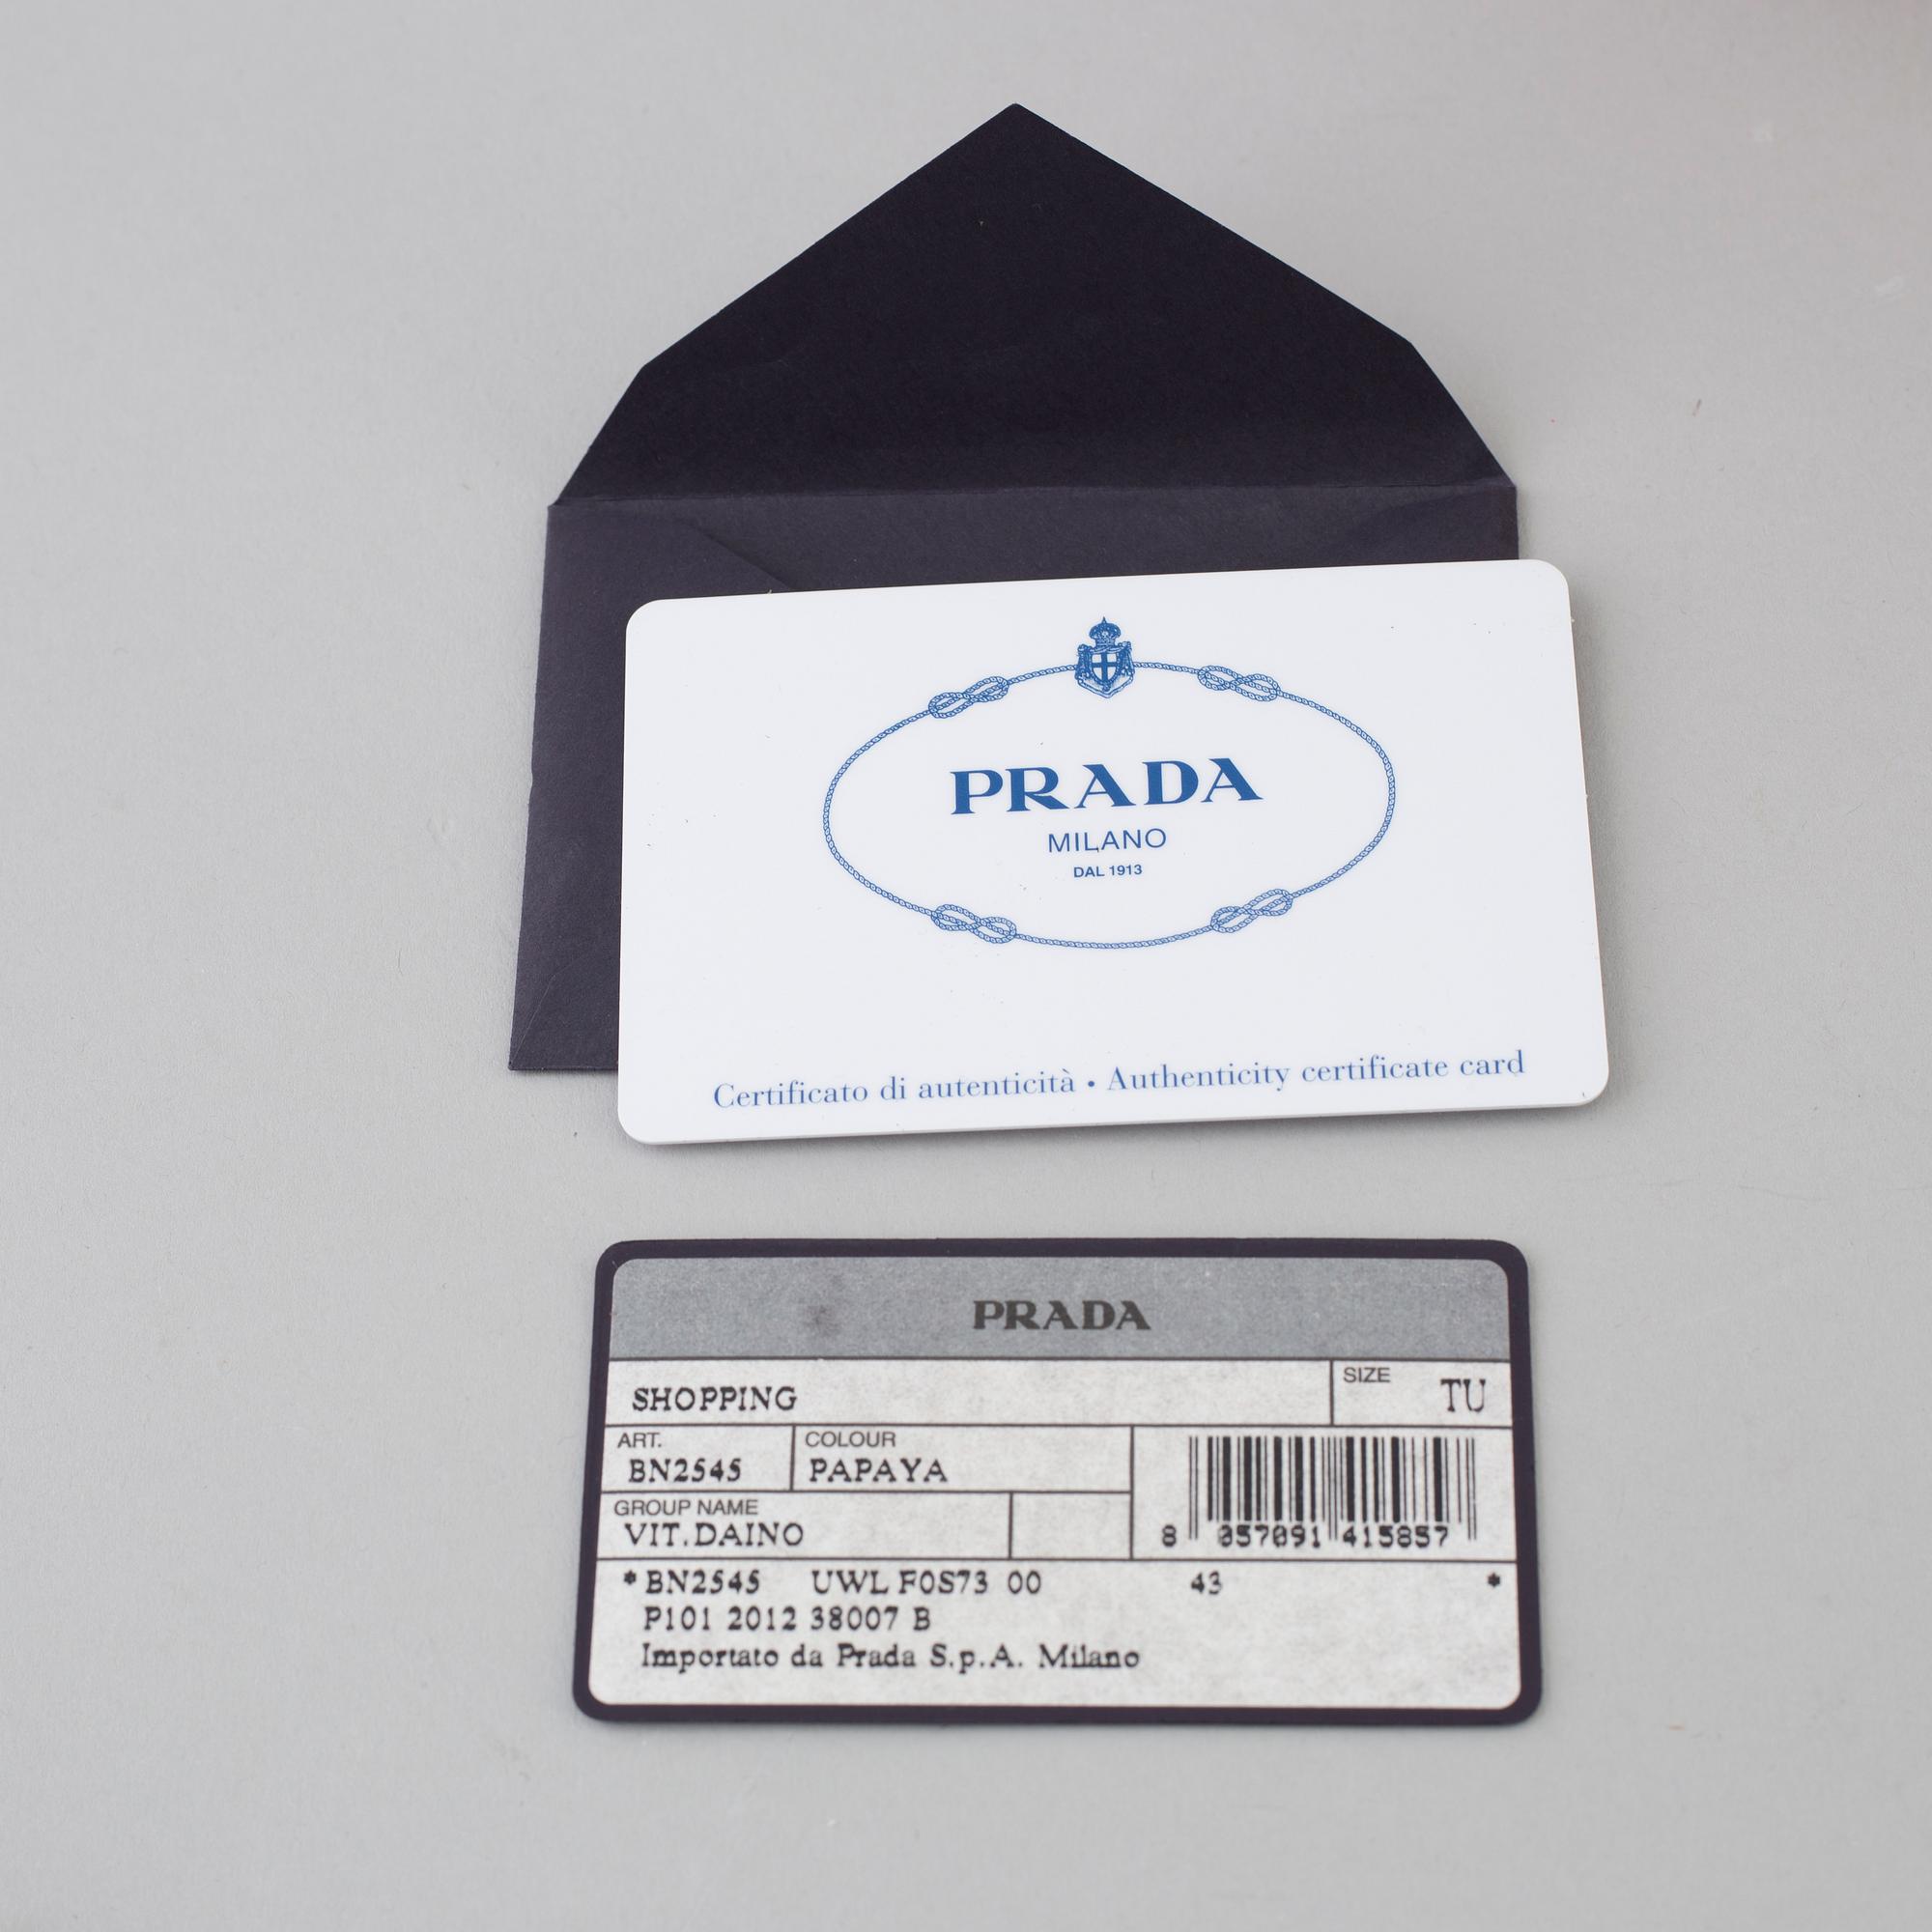 PRADA
MILANO
DAL 1913
Certificato di autenticità • Authenticity certificate card
PRADA
SHOPPING
SIZE TU
ART. COLOUR
BN2545 PAPAYA
GROUP NAME
VIT.DAINO
8 057091 415857
*BN2545 UWL F0S73 00 43 *
P101 2012 38007 B
Importato da Prada S.p.A. Milano